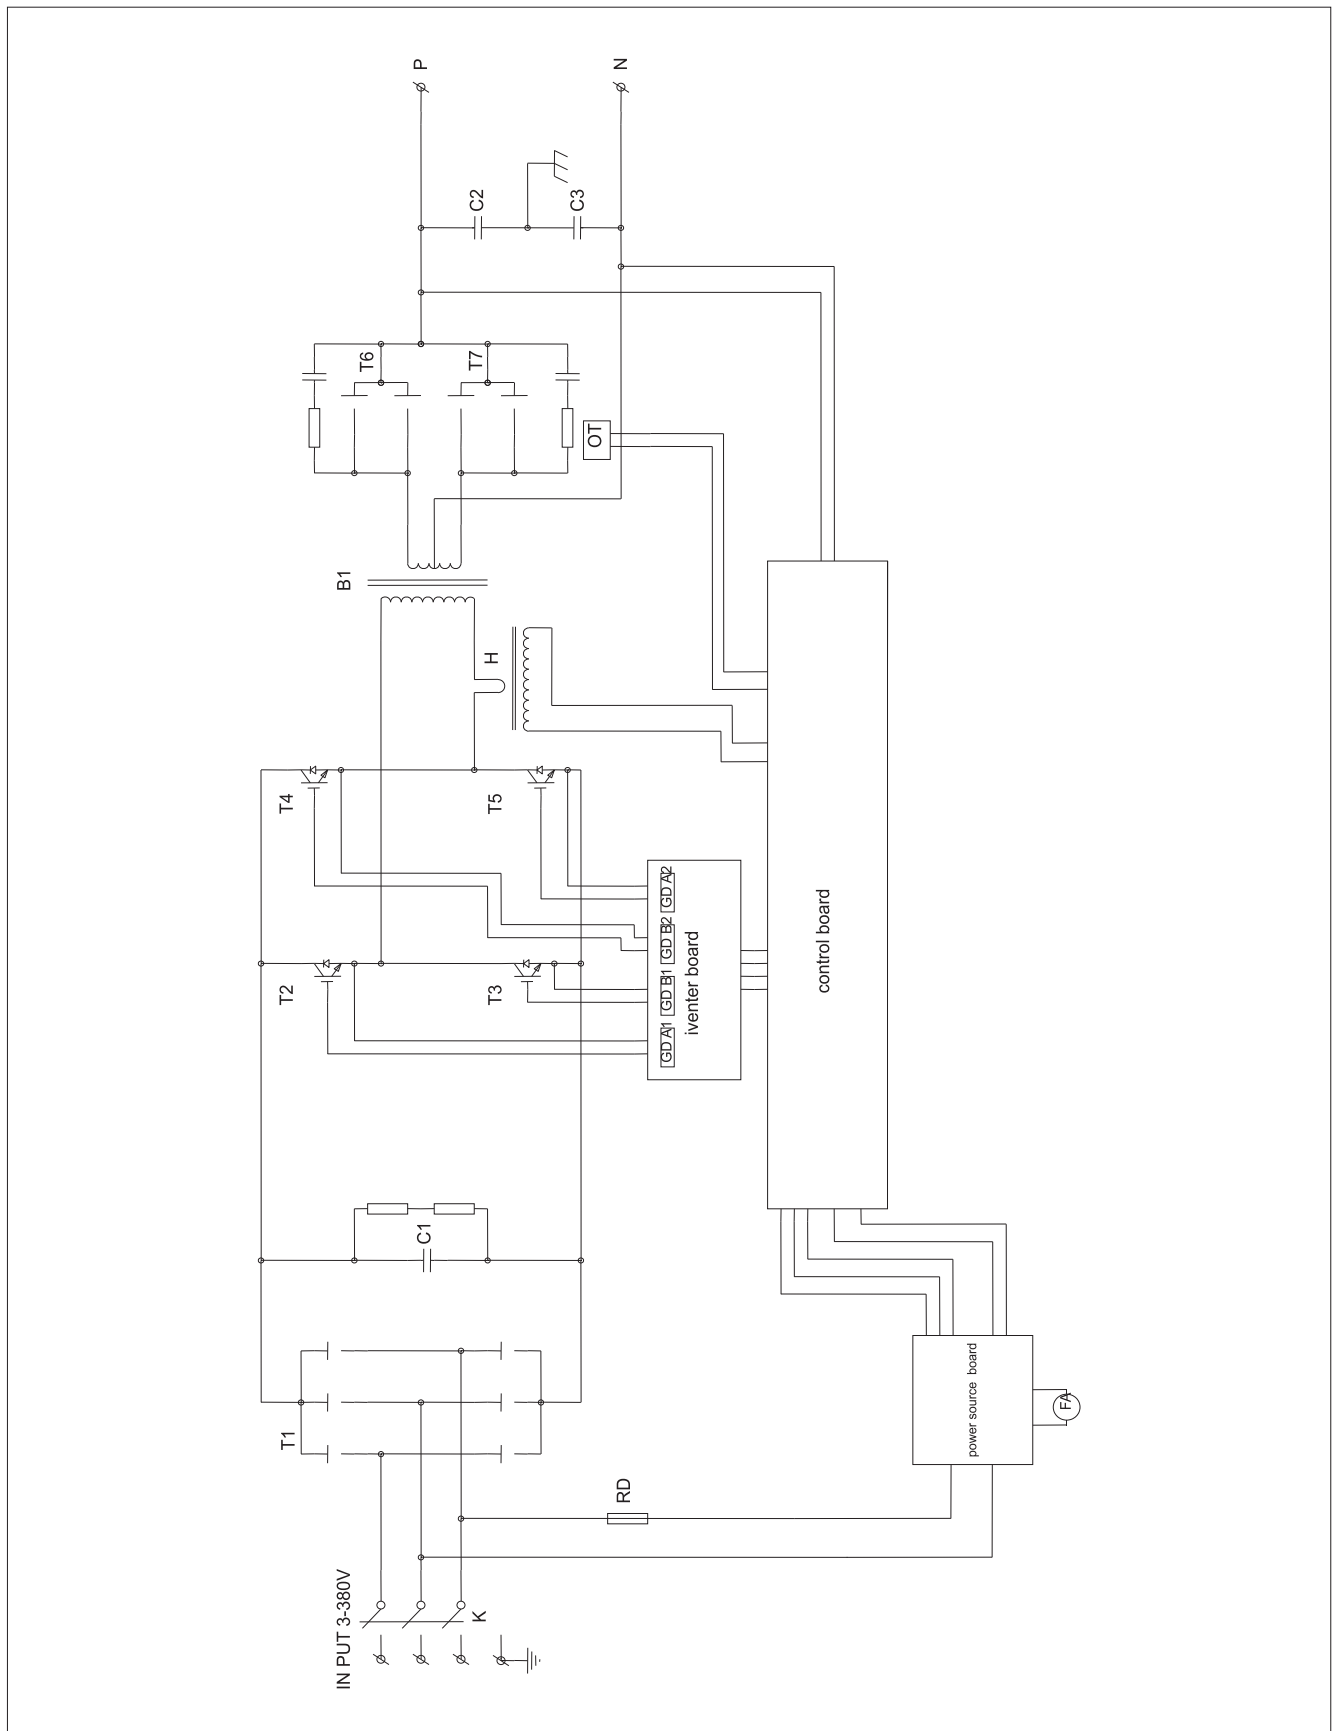 IN PUT 3-380V
K
T1
RD
C1
T2
T3
T4
T5
GD A1
GD B1
GD B2
GD A2
iventer board
control board
power source board
FA
H
B1
OT
T6
T7
C2
C3
P
N